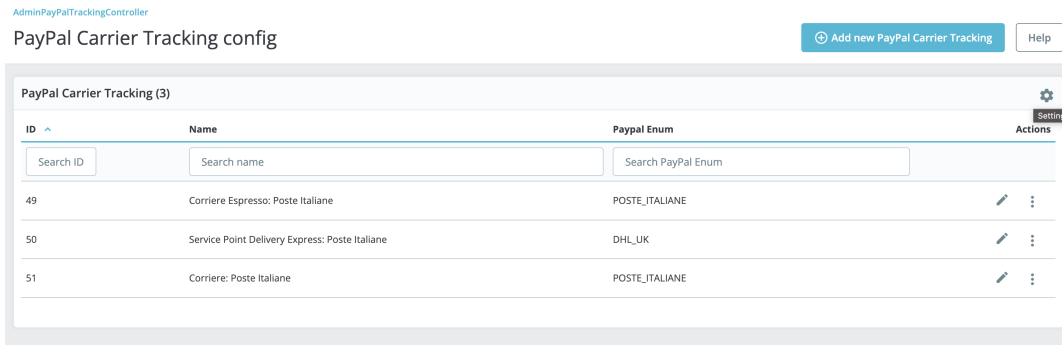 AdminPayPalTrackingController
PayPal Carrier Tracking config
Add new PayPal Carrier Tracking
Help
PayPal Carrier Tracking (3)
Setting
ID Name Paypal Enum Actions
Search ID Search name Search PayPal Enum
49 Corriere Espresso: Poste Italiane POSTE_ITALIANE
50 Service Point Delivery Express: Poste Italiane DHL_UK
51 Corriere: Poste Italiane POSTE_ITALIANE